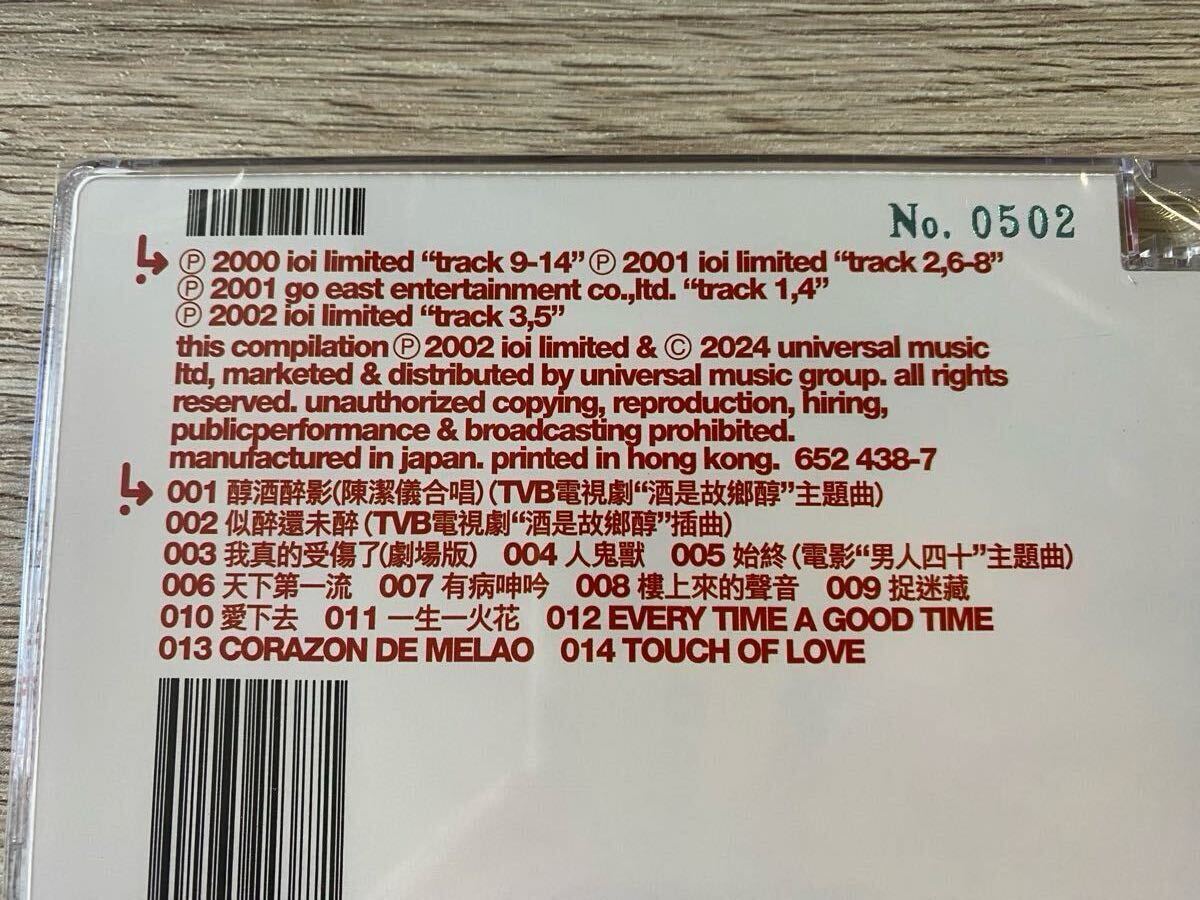 No. 0502
Ⓟ 2000 ioi limited “track 9-14” Ⓟ 2001 ioi limited “track 2,6-8”
Ⓟ 2001 go east entertainment co.,ltd. “track 1,4”
Ⓟ 2002 ioi limited “track 3,5”
this compilation Ⓟ 2002 ioi limited & © 2024 universal music
ltd, marketed & distributed by universal music group. all rights
reserved. unauthorized copying, reproduction, hiring,
publicperformance & broadcasting prohibited.
manufactured in japan. printed in hong kong. 652 438-7
001 醇酒醉影(陳潔儀合唱)(TVB電視劇“酒是故鄉醇”主題曲)
002 似醉還未醉(TVB電視劇“酒是故鄉醇”插曲)
003 我真的受傷了(劇場版) 004 人鬼獸 005 始終(電影“男人四十”主題曲)
006 天下第一流 007 有病呻吟 008 樓上來的聲音 009 捉迷藏
010 愛下去 011 一生一火花 012 EVERY TIME A GOOD TIME
013 CORAZON DE MELAO 014 TOUCH OF LOVE